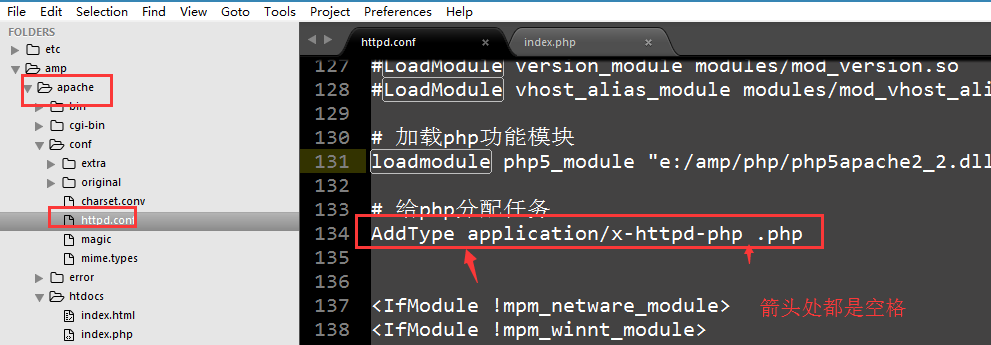 File Edit Selection Find View Goto Tools Project Preferences Help
FOLDERS
etc
amp
apache
bin
cgi-bin
conf
extra
original
charset.conv
httpd.conf
magic
mime.types
error
htdocs
index.html
index.php
httpd.conf × index.php ×
127 #LoadModule version_module modules/mod_version.so
128 #LoadModule vhost_alias_module modules/mod_vhost_ali
129
130 # 加载php功能模块
131 loadmodule php5_module "e:/amp/php/php5apache2_2.dll
132
133 # 给php分配任务
134 AddType application/x-httpd-php .php
135
136
137 <IfModule !mpm_netware_module>
138 <IfModule !mpm_winnt_module>
箭头处都是空格